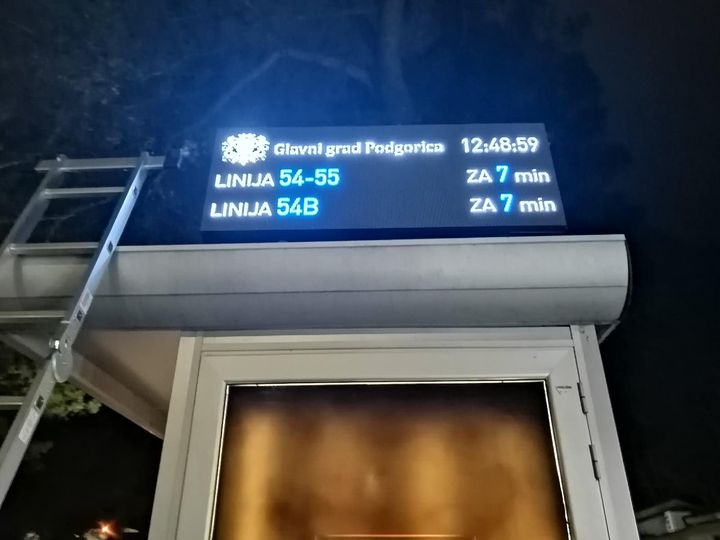 Glavni grad Podgorica 12:48:59
LINIJA 54-55 ZA 7 min
LINIJA 54B ZA 7 min